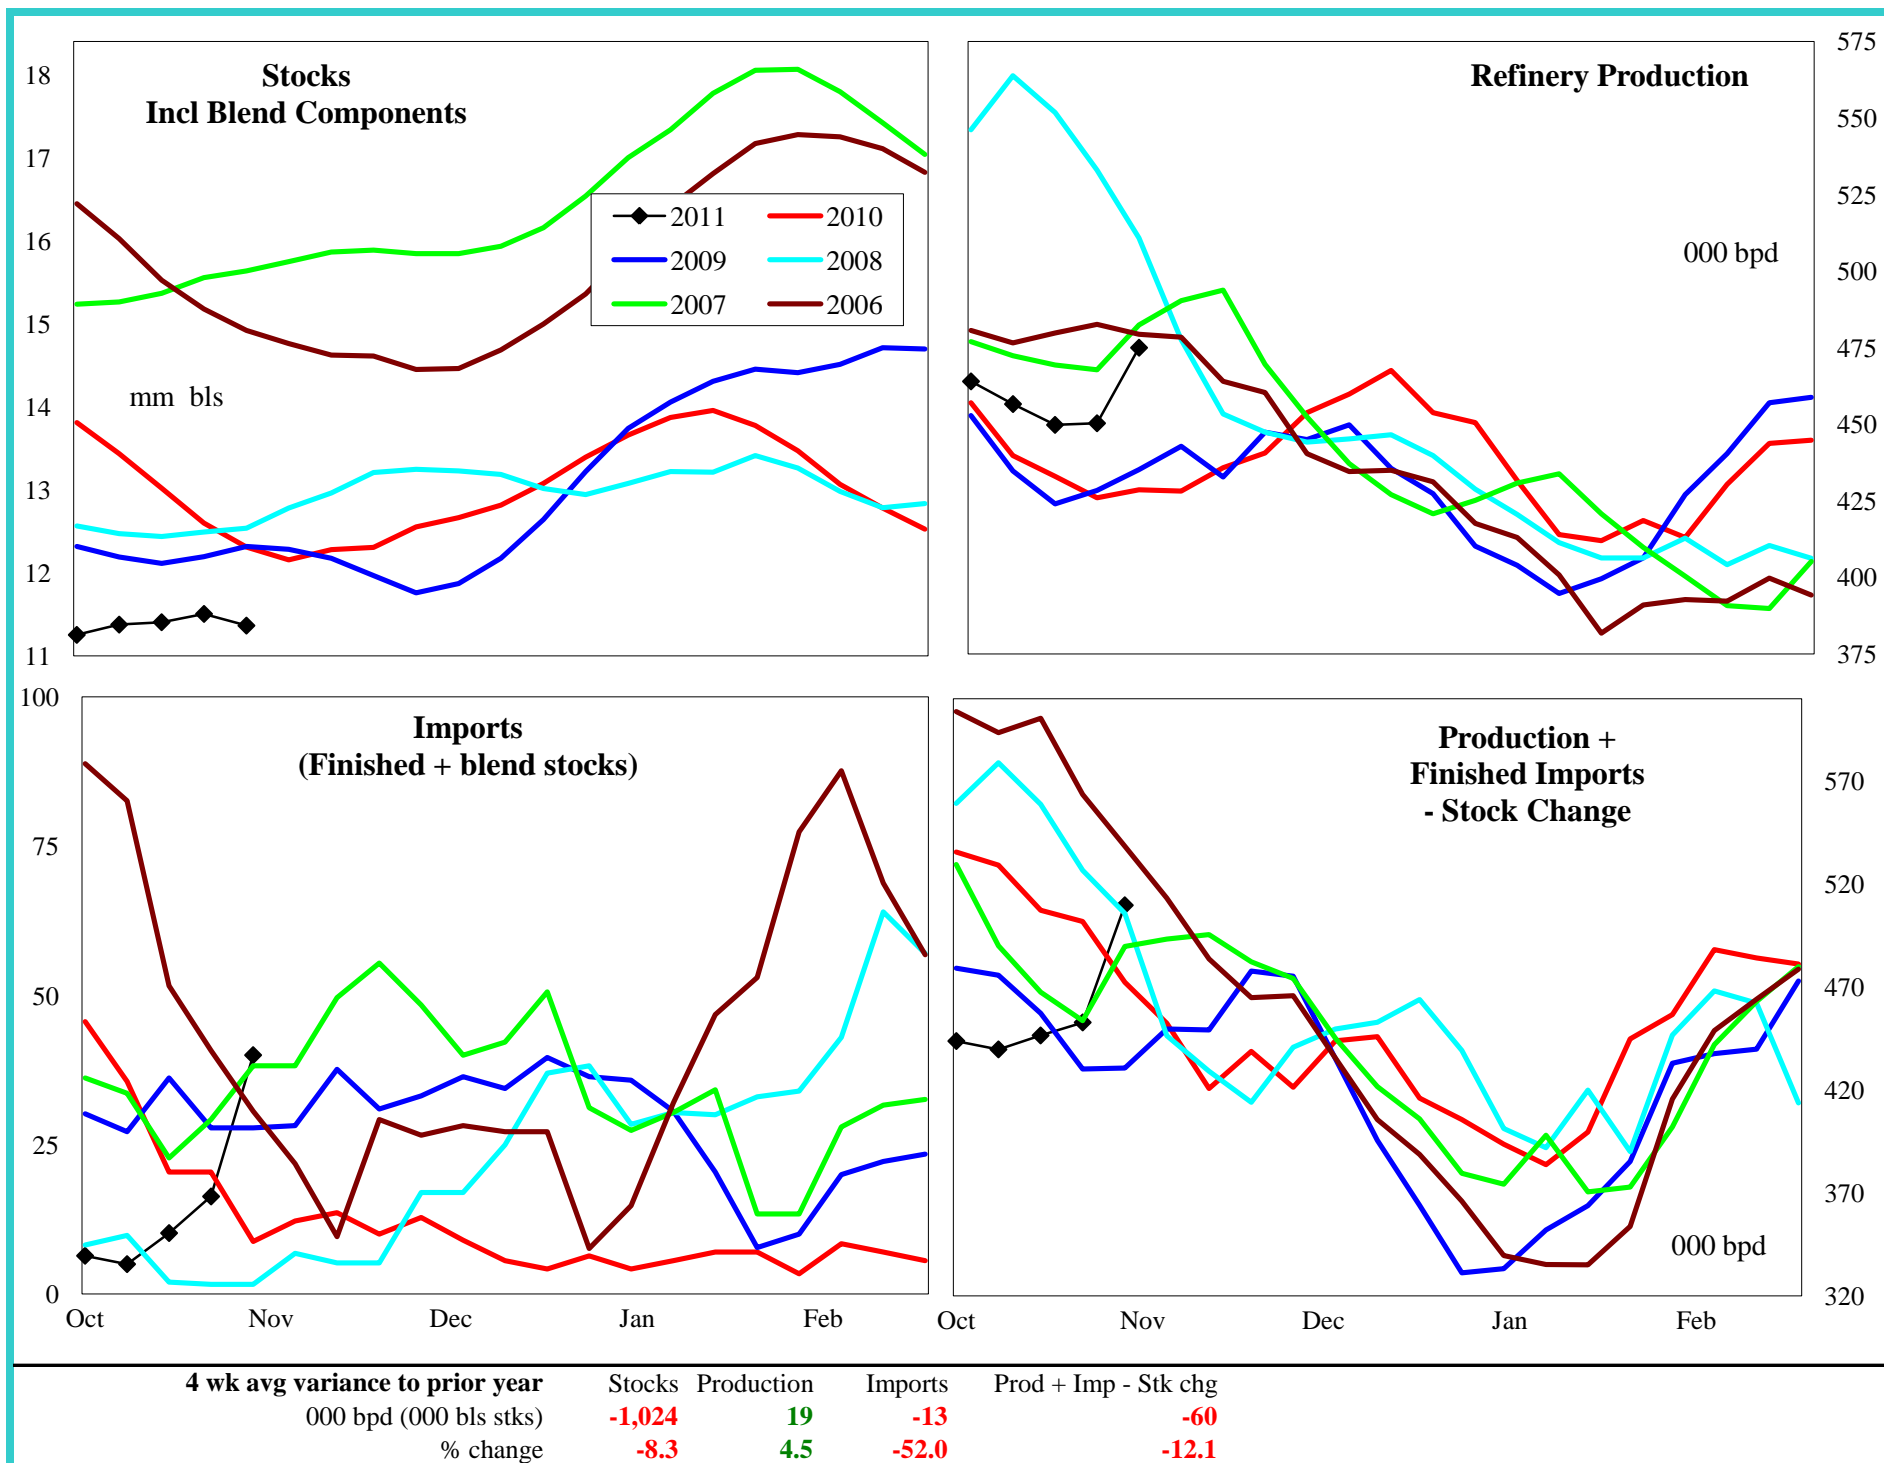 Stocks
Incl Blend Components
18
17
16
15
14
13
12
11
mm bls
2011 2010
2009 2008
2007 2006
Refinery Production
575
550
525
500
475
450
425
400
375
000 bpd
Imports
(Finished + blend stocks)
100
75
50
25
0
Oct Nov Dec Jan Feb
Production +
Finished Imports
- Stock Change
570
520
470
420
370
320
000 bpd
Oct Nov Dec Jan Feb
4 wk avg variance to prior year Stocks Production Imports Prod + Imp - Stk chg
000 bpd (000 bls stks) -1,024 19 -13 -60
% change -8.3 4.5 -52.0 -12.1